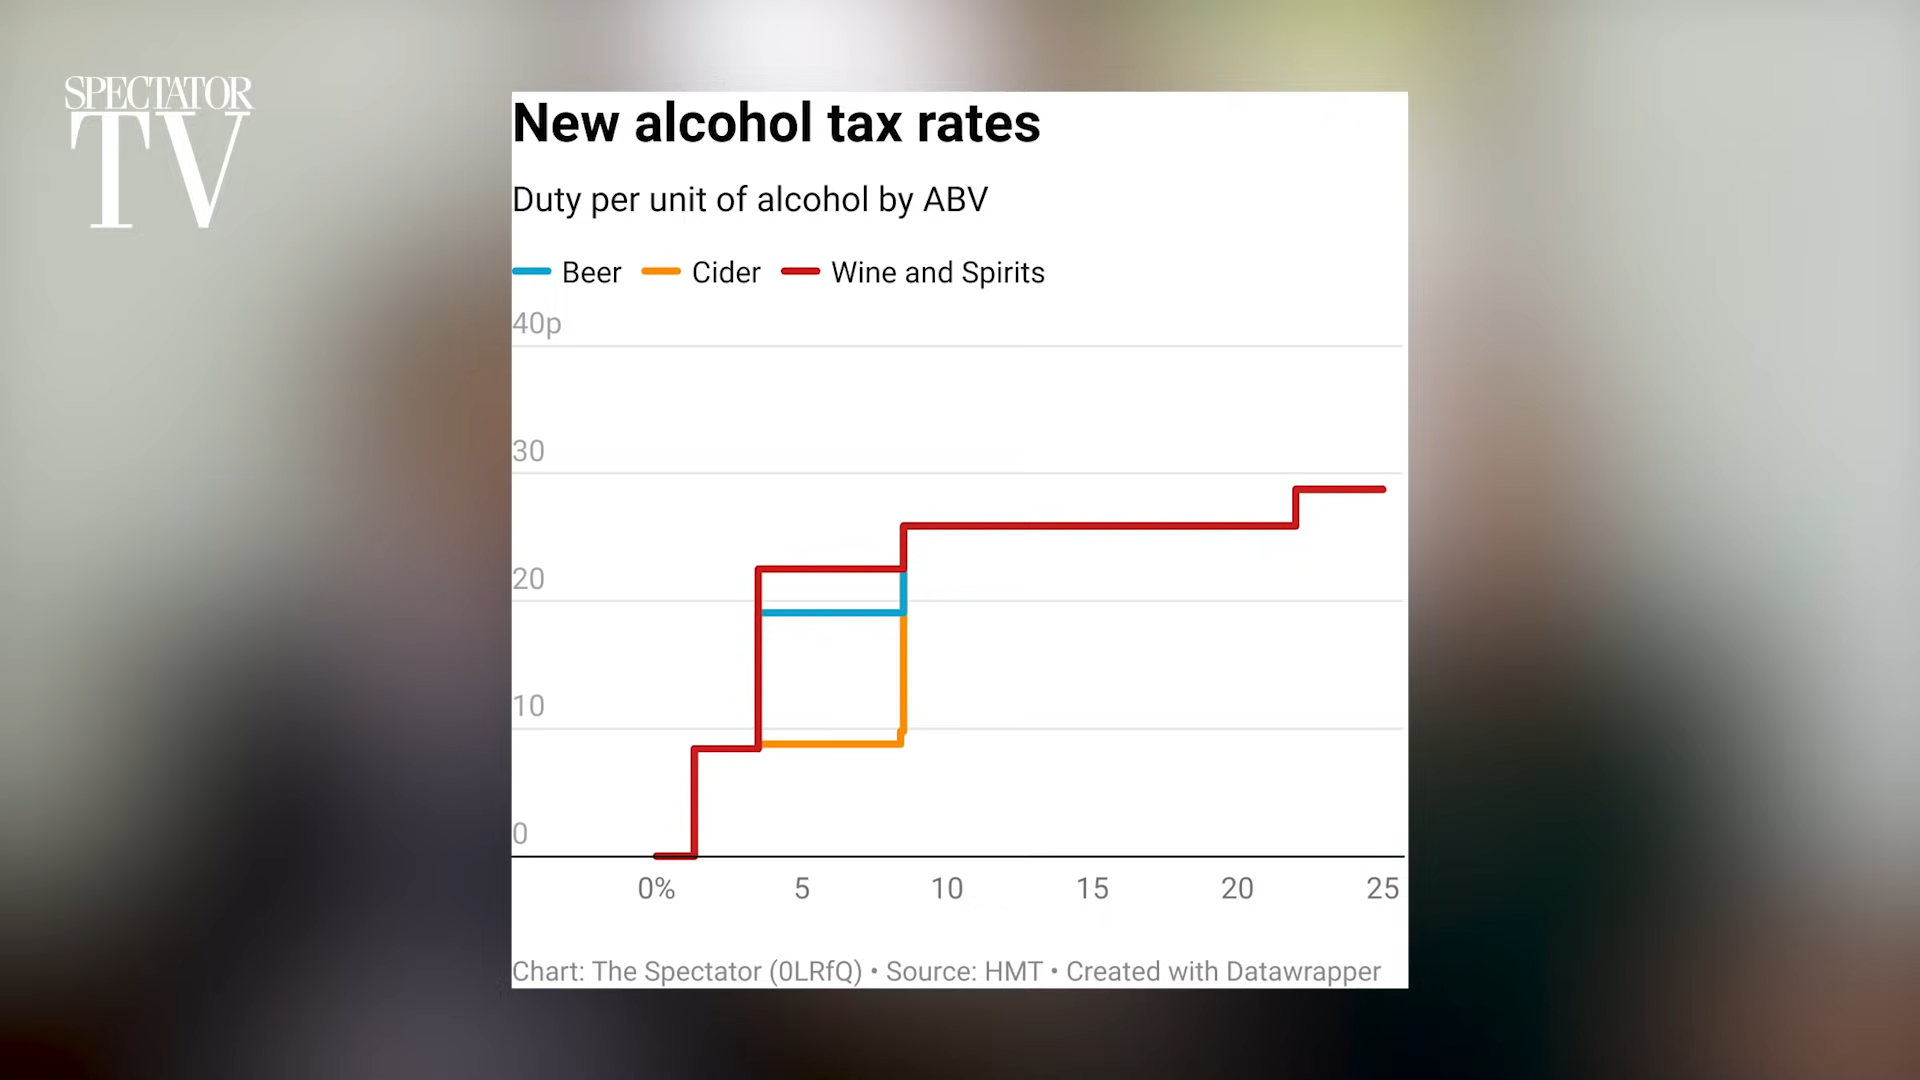 SPECTATOR
TV
New alcohol tax rates
Duty per unit of alcohol by ABV
Beer Cider Wine and Spirits
40p
30
20
10
0
0% 5 10 15 20 25
Chart: The Spectator (0LRfQ) • Source: HMT • Created with Datawrapper